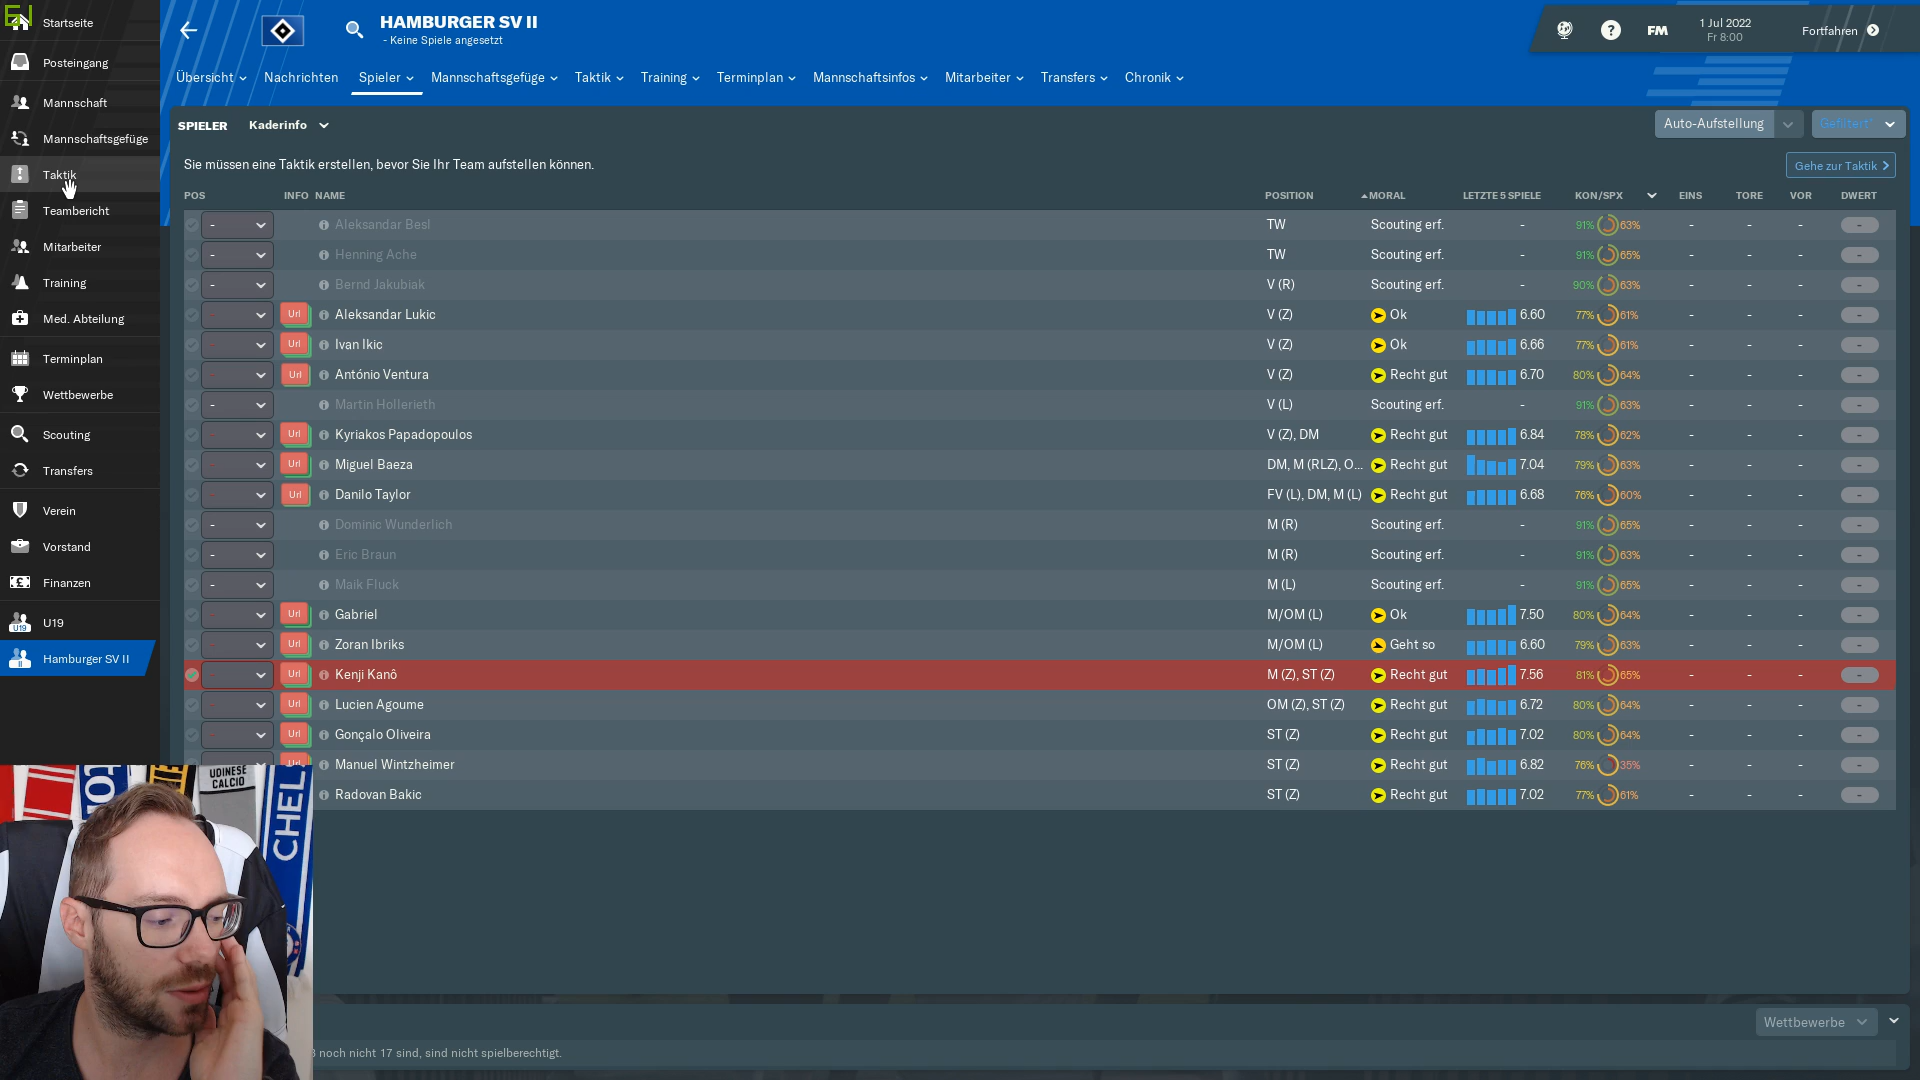 Startseite
Posteingang
Mannschaft
Mannschaftsgefüge
Taktik
Teambericht
Mitarbeiter
Training
Med. Abteilung
Terminplan
Wettbewerbe
Scouting
Transfers
Verein
Vorstand
Finanzen
U19
U19
Hamburger SV II
HAMBURGER SV II
- Keine Spiele angesetzt
FM
1 Jul 2022
Fr 8:00
Fortfahren
Übersicht Nachrichten Spieler Mannschaftsgefüge Taktik Training Terminplan Mannschaftsinfos Mitarbeiter Transfers Chronik
SPIELER Kaderinfo Auto-Aufstellung Gefiltert*
Sie müssen eine Taktik erstellen, bevor Sie Ihr Team aufstellen können. Gehe zur Taktik
POS INFO NAME POSITION MORAL LETZTE 5 SPIELE KON/SPX EINS TORE VOR DWERT
- Aleksandar Besl TW Scouting erf. - 91% 63% - - - -
- Henning Ache TW Scouting erf. - 91% 65% - - - -
- Bernd Jakubiak V (R) Scouting erf. - 90% 63% - - - -
- Url Aleksandar Lukic V (Z) Ok 6.60 77% 61% - - - -
- Url Ivan Ikic V (Z) Ok 6.66 77% 61% - - - -
- Url António Ventura V (Z) Recht gut 6.70 80% 64% - - - -
- Martin Hollerieth V (L) Scouting erf. - 91% 63% - - - -
- Url Kyriakos Papadopoulos V (Z), DM Recht gut 6.84 78% 62% - - - -
- Url Miguel Baeza DM, M (RLZ), O... Recht gut 7.04 79% 63% - - - -
- Url Danilo Taylor FV (L), DM, M (L) Recht gut 6.68 76% 60% - - - -
- Dominic Wunderlich M (R) Scouting erf. - 91% 65% - - - -
- Eric Braun M (R) Scouting erf. - 91% 63% - - - -
- Maik Fluck M (L) Scouting erf. - 91% 65% - - - -
- Url Gabriel M/OM (L) Ok 7.50 80% 64% - - - -
- Url Zoran Ibriks M/OM (L) Geht so 6.60 79% 63% - - - -
- Url Kenji Kanô M (Z), ST (Z) Recht gut 7.56 81% 65% - - - -
- Url Lucien Agoume OM (Z), ST (Z) Recht gut 6.72 80% 64% - - - -
- Url Gonçalo Oliveira ST (Z) Recht gut 7.02 80% 64% - - - -
Url Manuel Wintzheimer ST (Z) Recht gut 6.82 76% 35% - - - -
Radovan Bakic ST (Z) Recht gut 7.02 77% 61% - - - -
UDINESE
CALCIO
CHEL
Wettbewerbe
noch nicht 17 sind, sind nicht spielberechtigt.